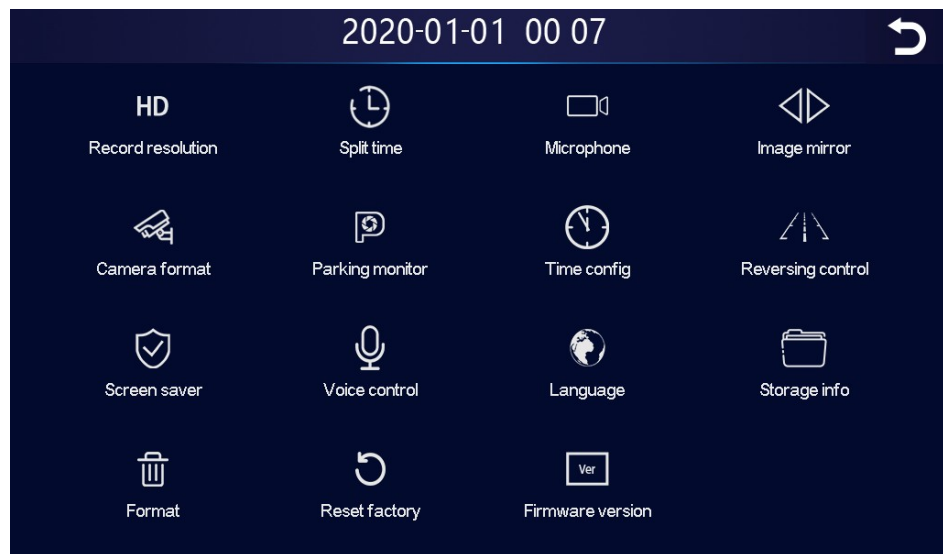 2020-01-01 00 07
HD
Record resolution
Split time
Microphone
Image mirror
Camera format
P
Parking monitor
Time config
Reversing control
Screen saver
Voice control
Language
Storage info
Format
Reset factory
Ver
Firmware version